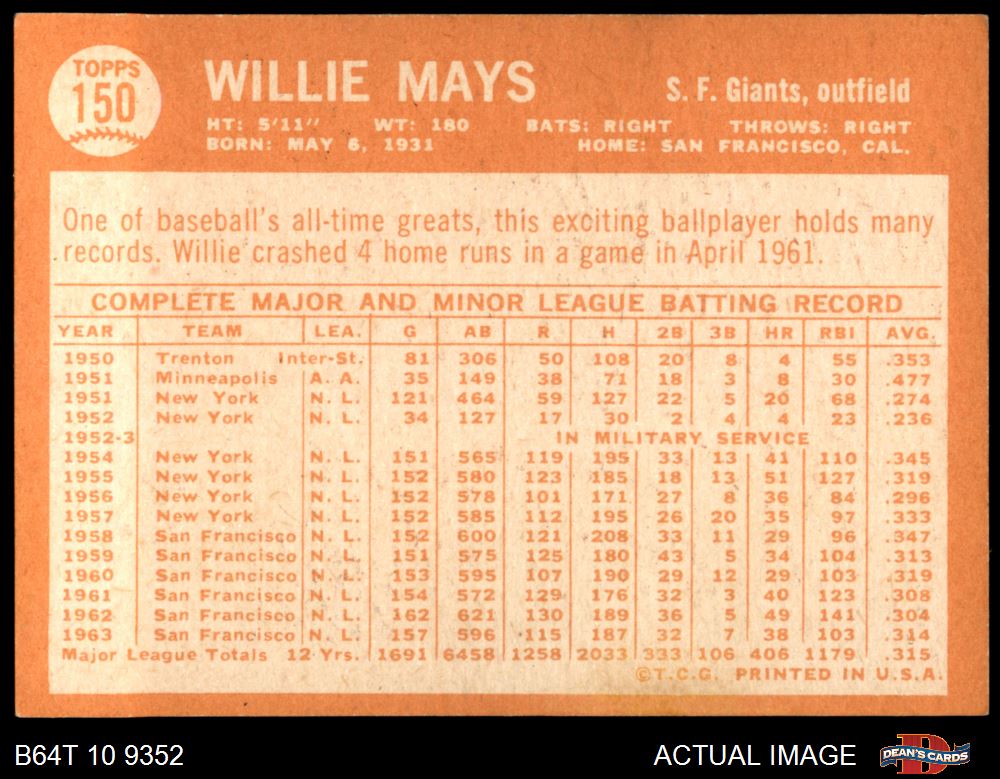 TOPPS
150
WILLIE MAYS
S. F. Giants, outfield
HT: 5'11" WT: 180 BATS: RIGHT THROWS: RIGHT
BORN: MAY 6, 1931 HOME: SAN FRANCISCO, CAL.
One of baseball's all-time greats, this exciting ballplayer holds many
records. Willie crashed 4 home runs in a game in April 1961.
COMPLETE MAJOR AND MINOR LEAGUE BATTING RECORD
YEAR TEAM LEA. G AB R H 2B 3B HR RBI AVG.
1950 Trenton Inter-St. 81 306 50 108 20 8 4 55 .353
1951 Minneapolis A. A. 35 149 38 71 18 3 8 30 .477
1951 New York N. L. 121 464 59 127 22 5 20 68 .274
1952 New York N. L. 34 127 17 30 2 4 4 23 .236
1952-3 IN MILITARY SERVICE
1954 New York N. L. 151 565 119 195 33 13 41 110 .345
1955 New York N. L. 152 580 123 185 18 13 51 127 .319
1956 New York N. L. 152 578 101 171 27 8 36 84 .296
1957 New York N. L. 152 585 112 195 26 20 35 97 .333
1958 San Francisco N. L. 152 600 121 208 33 11 29 96 .347
1959 San Francisco N. L. 151 575 125 180 43 5 34 104 .313
1960 San Francisco N. L. 153 595 107 190 29 12 29 103 .319
1961 San Francisco N. L. 154 572 129 176 32 3 40 123 .308
1962 San Francisco N. L. 162 621 130 189 36 5 49 141 .304
1963 San Francisco N. L. 157 596 115 187 32 7 38 103 .314
Major League Totals 12 Yrs. 1691 6458 1258 2033 333 106 406 1179 .315
©T.C.G. PRINTED IN U.S.A.
B64T 10 9352
ACTUAL IMAGE
DEAN'S CARDS